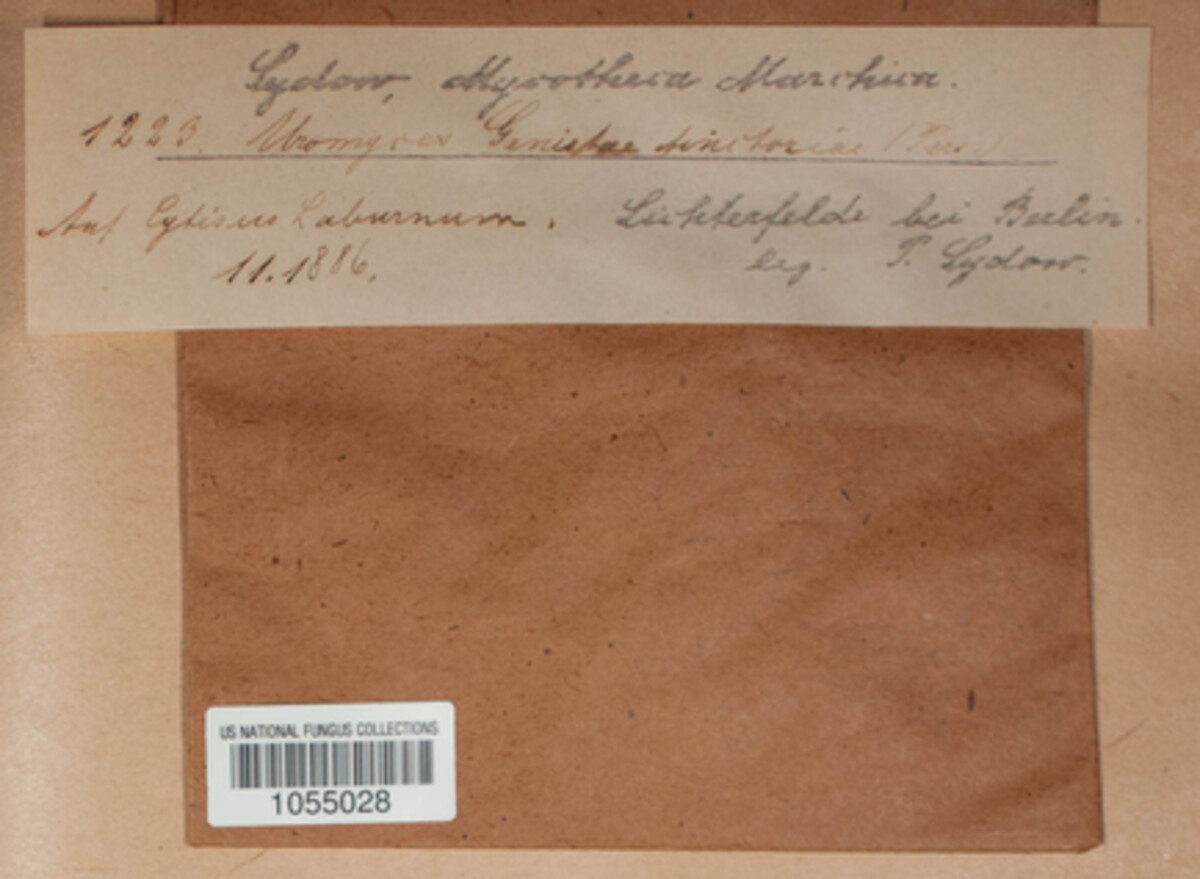 Sydow, Mycotheca Marchica.
1223. Uromyces Genistae tinctoriae (Pers.)
Auf Cytisus Laburnum. Lichterfelde bei Berlin.
11.1886. leg. P. Sydow.
US NATIONAL FUNGUS COLLECTIONS
1055028